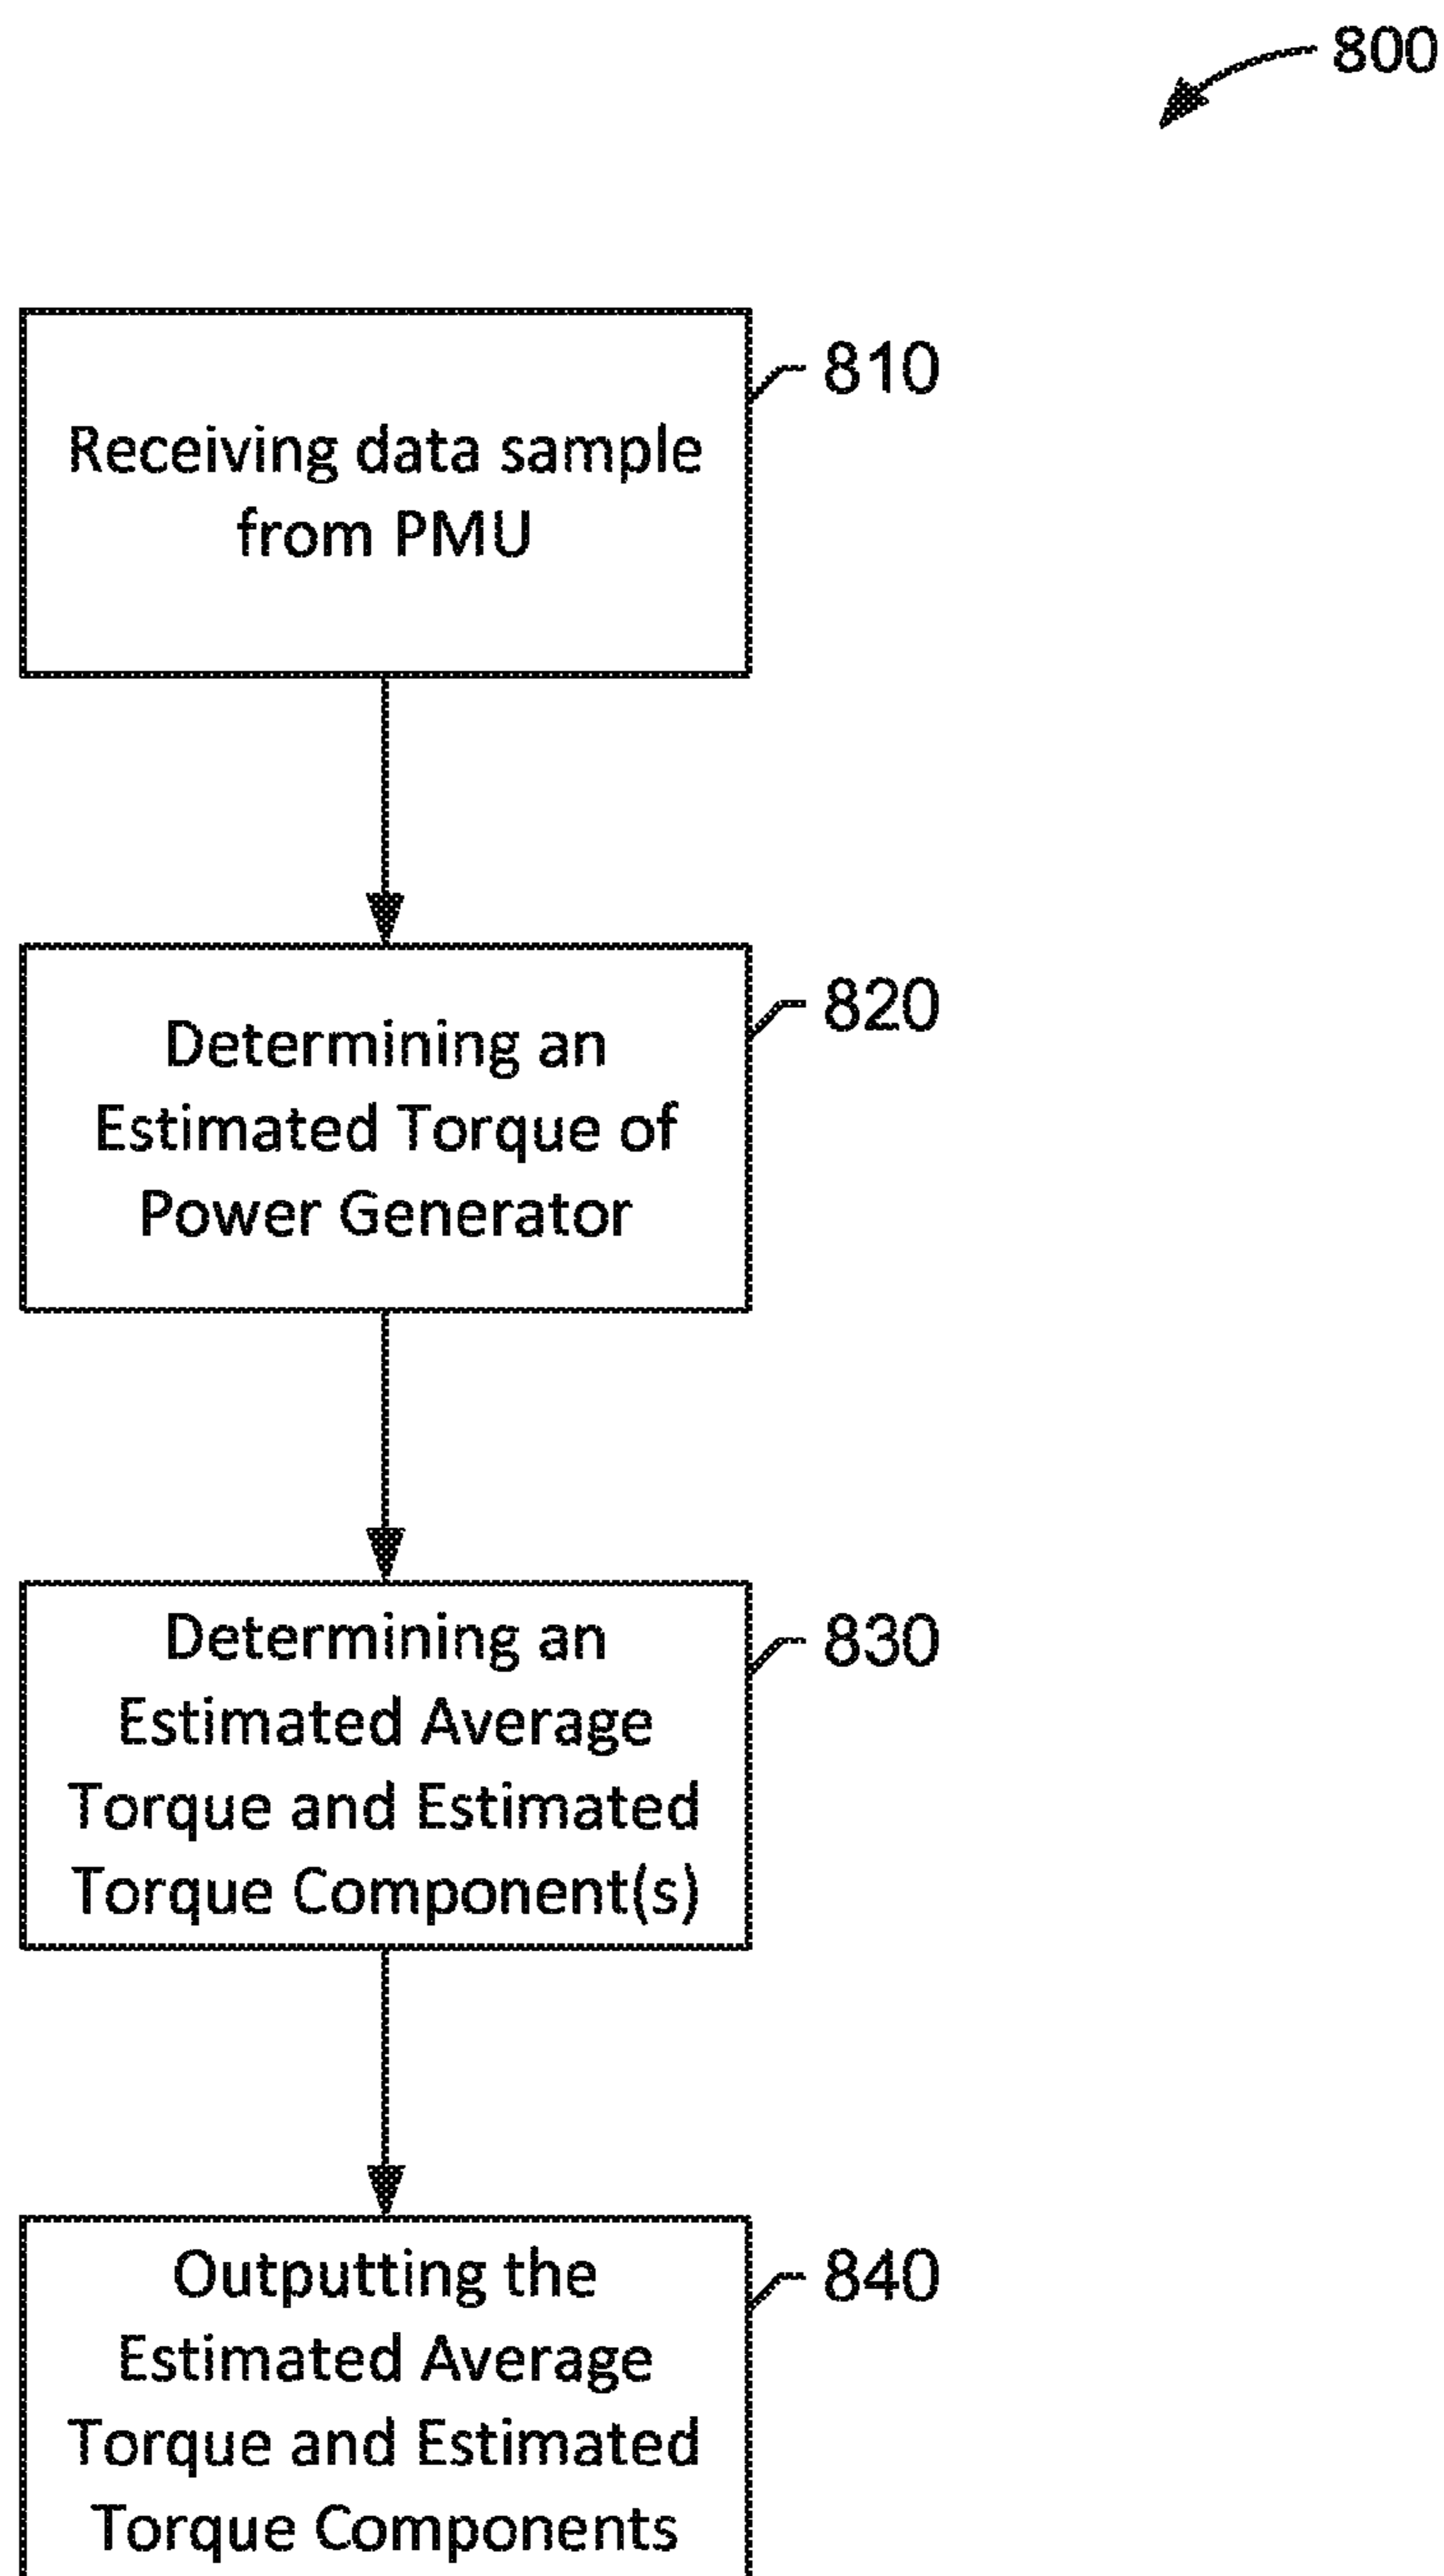 800
810
Receiving data sample
from PMU
820
Determining an
Estimated Torque of
Power Generator
830
Determining an
Estimated Average
Torque and Estimated
Torque Component(s)
840
Outputting the
Estimated Average
Torque and Estimated
Torque Components